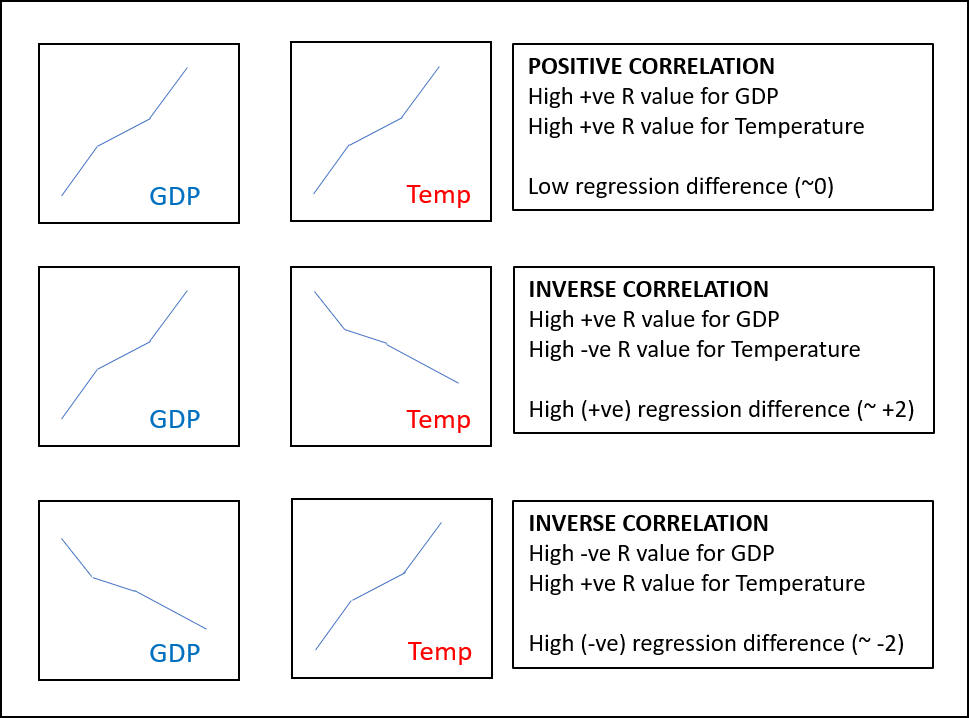 GDP
Temp
POSITIVE CORRELATION
High +ve R value for GDP
High +ve R value for Temperature
Low regression difference (~0)
GDP
Temp
INVERSE CORRELATION
High +ve R value for GDP
High -ve R value for Temperature
High (+ve) regression difference (~ +2)
GDP
Temp
INVERSE CORRELATION
High -ve R value for GDP
High +ve R value for Temperature
High (-ve) regression difference (~ -2)